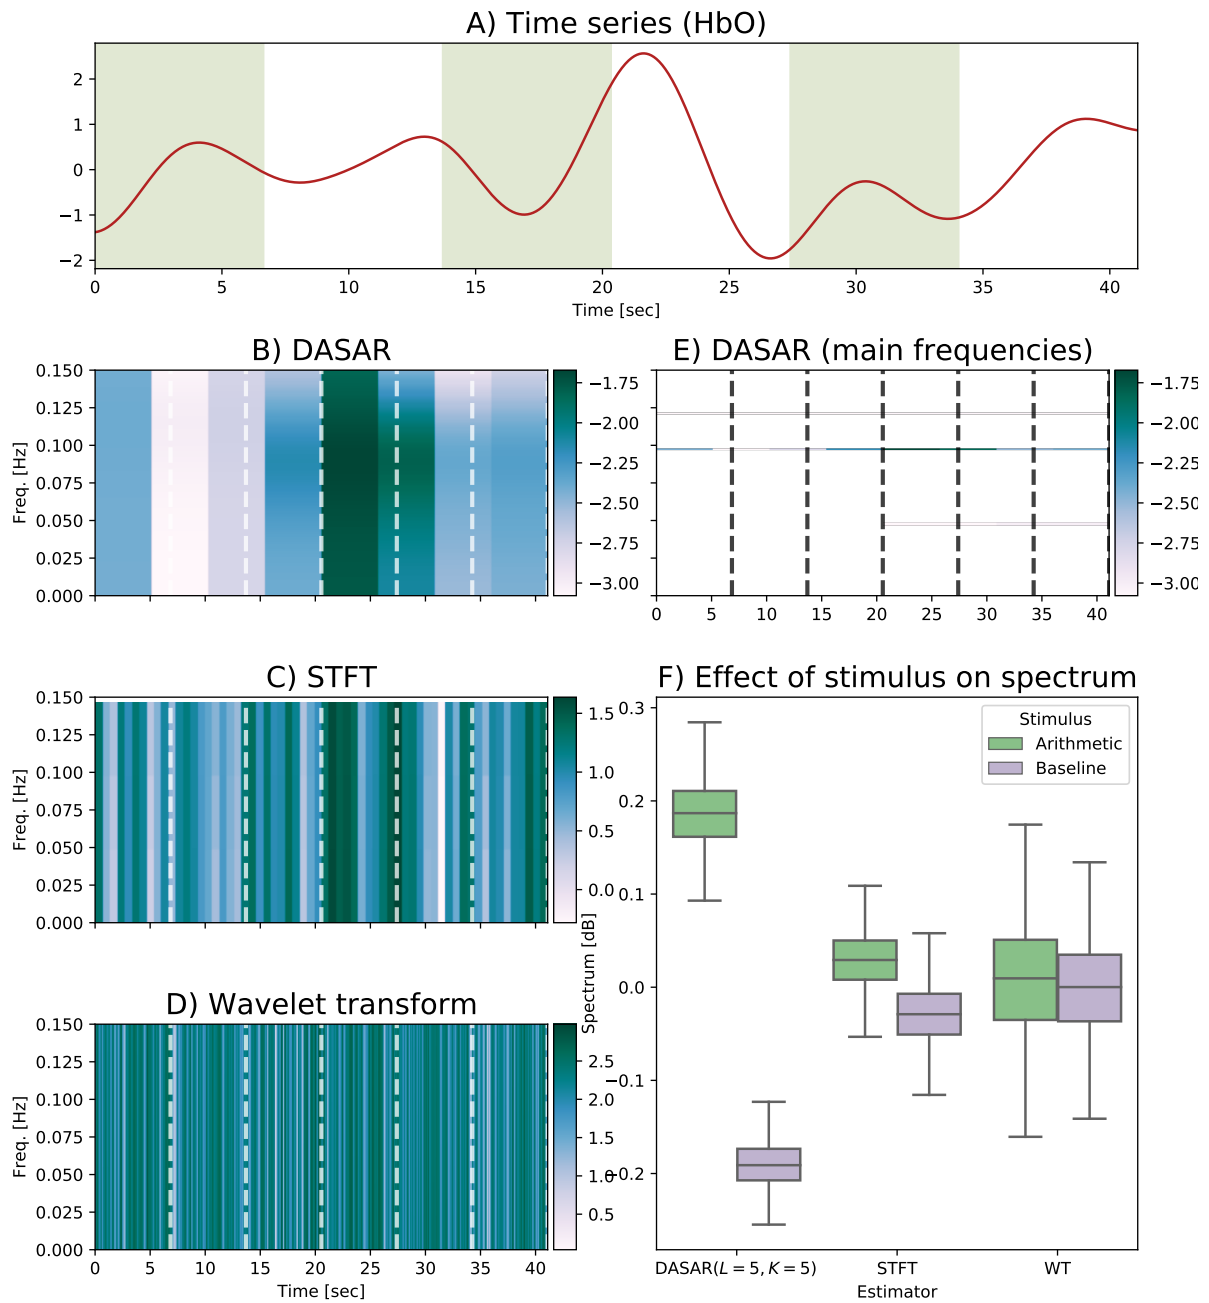 A) Time series (HbO)
2
1
0
−1
−2
0 5 10 15 20 25 30 35 40
Time [sec]
B) DASAR
Freq. [Hz]
0.150
0.125
0.100
0.075
0.050
0.025
0.000
−1.75
−2.00
−2.25
−2.50
−2.75
−3.00
E) DASAR (main frequencies)
0 5 10 15 20 25 30 35 40
−1.75
−2.00
−2.25
−2.50
−2.75
−3.00
C) STFT
Freq. [Hz]
0.150
0.125
0.100
0.075
0.050
0.025
0.000
1.5
1.0
0.5
0.0
Spectrum [dB]
D) Wavelet transform
Freq. [Hz]
0.150
0.125
0.100
0.075
0.050
0.025
0.000
0 5 10 15 20 25 30 35 40
Time [sec]
2.5
2.0
1.5
1.0
0.5
F) Effect of stimulus on spectrum
0.3
0.2
0.1
0.0
−0.1
−0.2
Stimulus
Arithmetic
Baseline
DASAR(L = 5, K = 5) STFT WT
Estimator